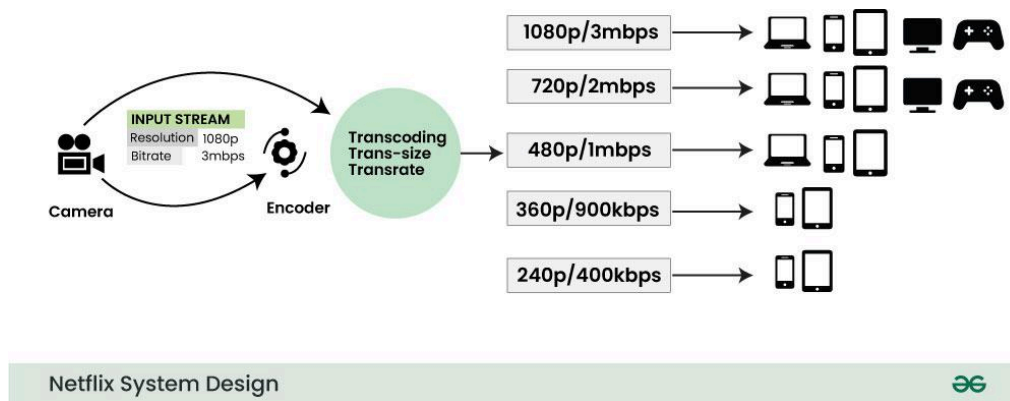 1080p/3mbps
720p/2mbps
INPUT STREAM
Resolution 1080p
Bitrate 3mbps
Transcoding
Trans-size
Transrate
480p/1mbps
Camera
Encoder
360p/900kbps
240p/400kbps
Netflix System Design